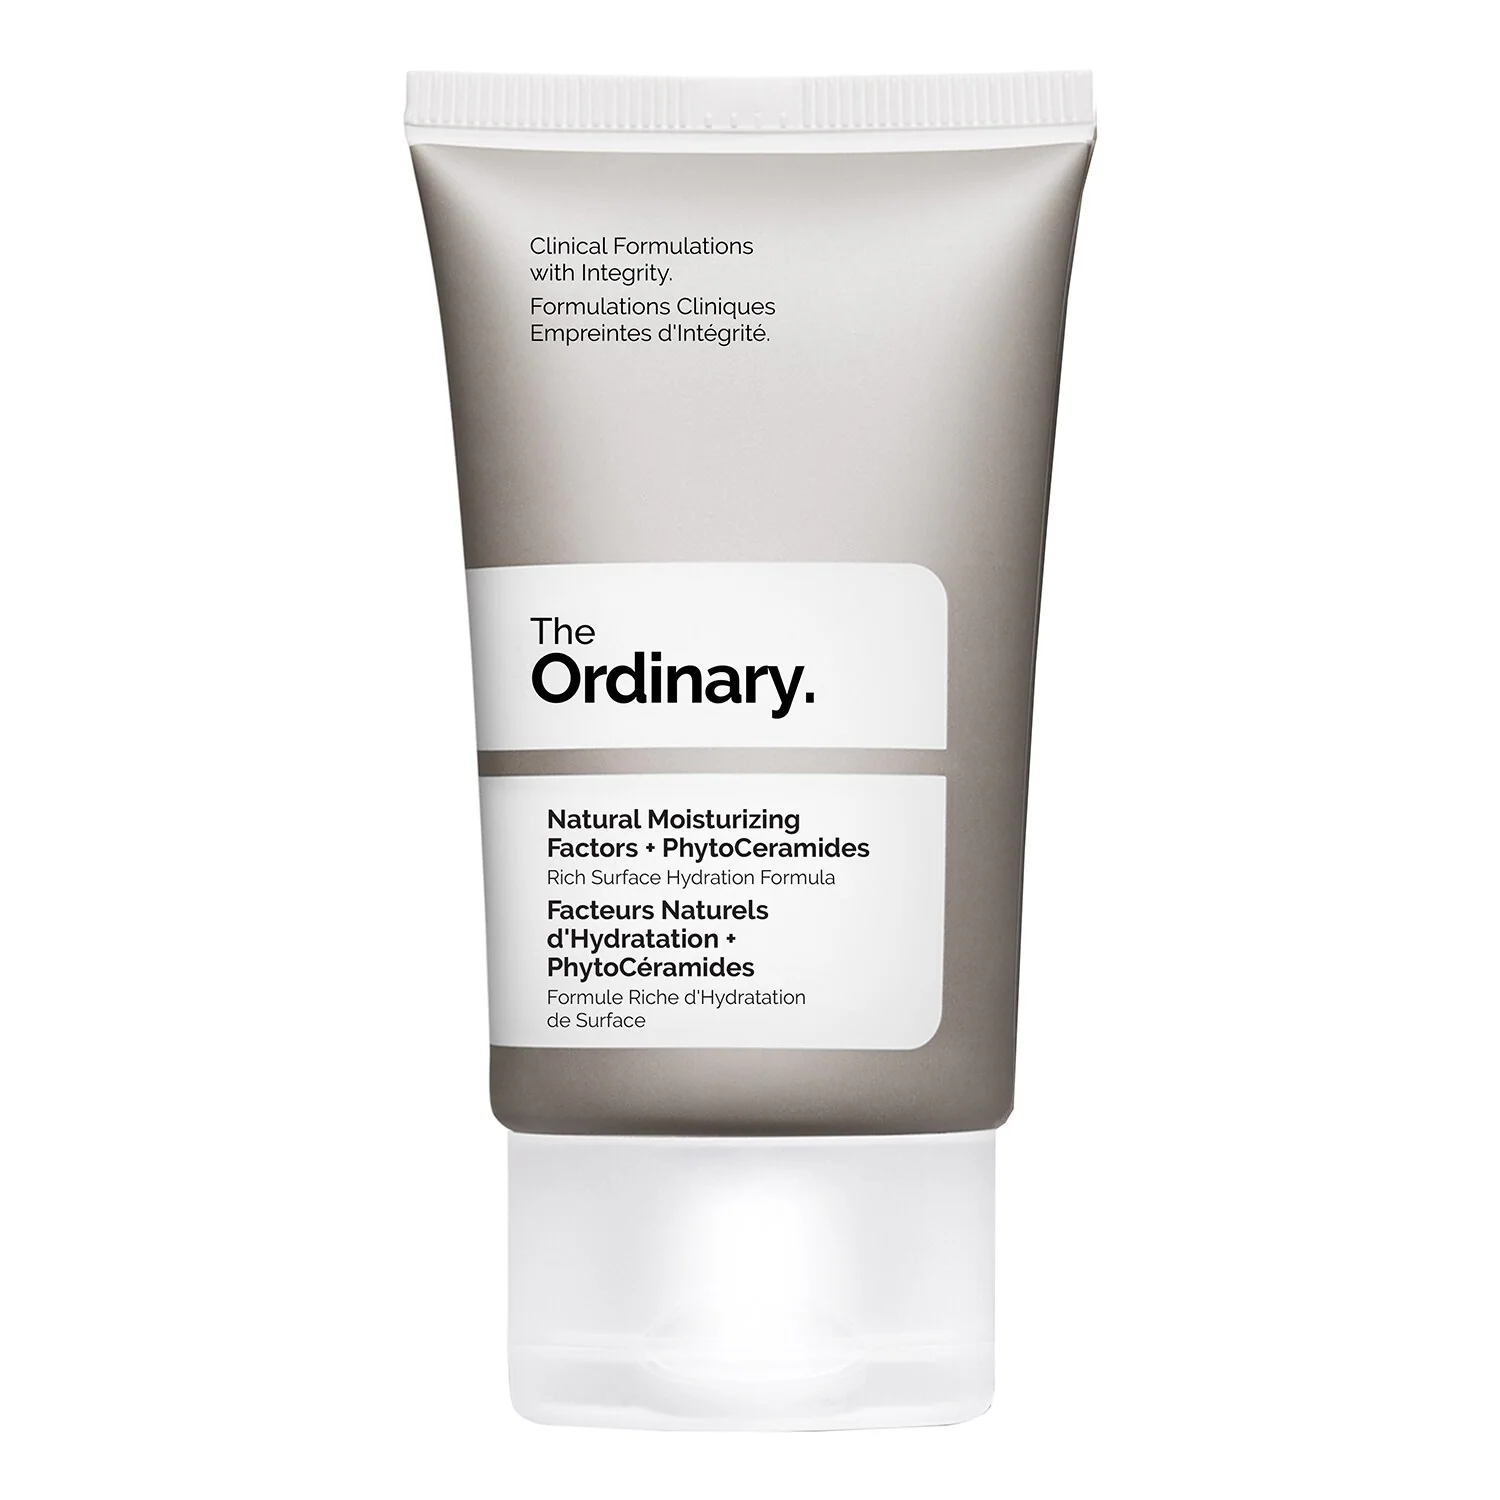 Clinical Formulations
with Integrity.
Formulations Cliniques
Empreintes d'Intégrité.
The
Ordinary.
Natural Moisturizing
Factors + PhytoCeramides
Rich Surface Hydration Formula
Facteurs Naturels
d'Hydratation +
PhytoCéramides
Formule Riche d'Hydratation
de Surface